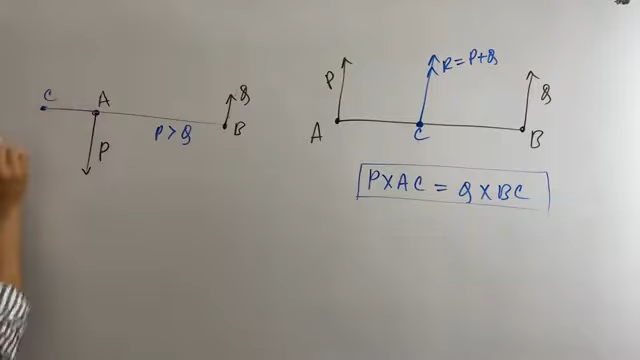 C A Q
P P > Q B
P R = P+Q Q
A C B
P X AC = Q X BC